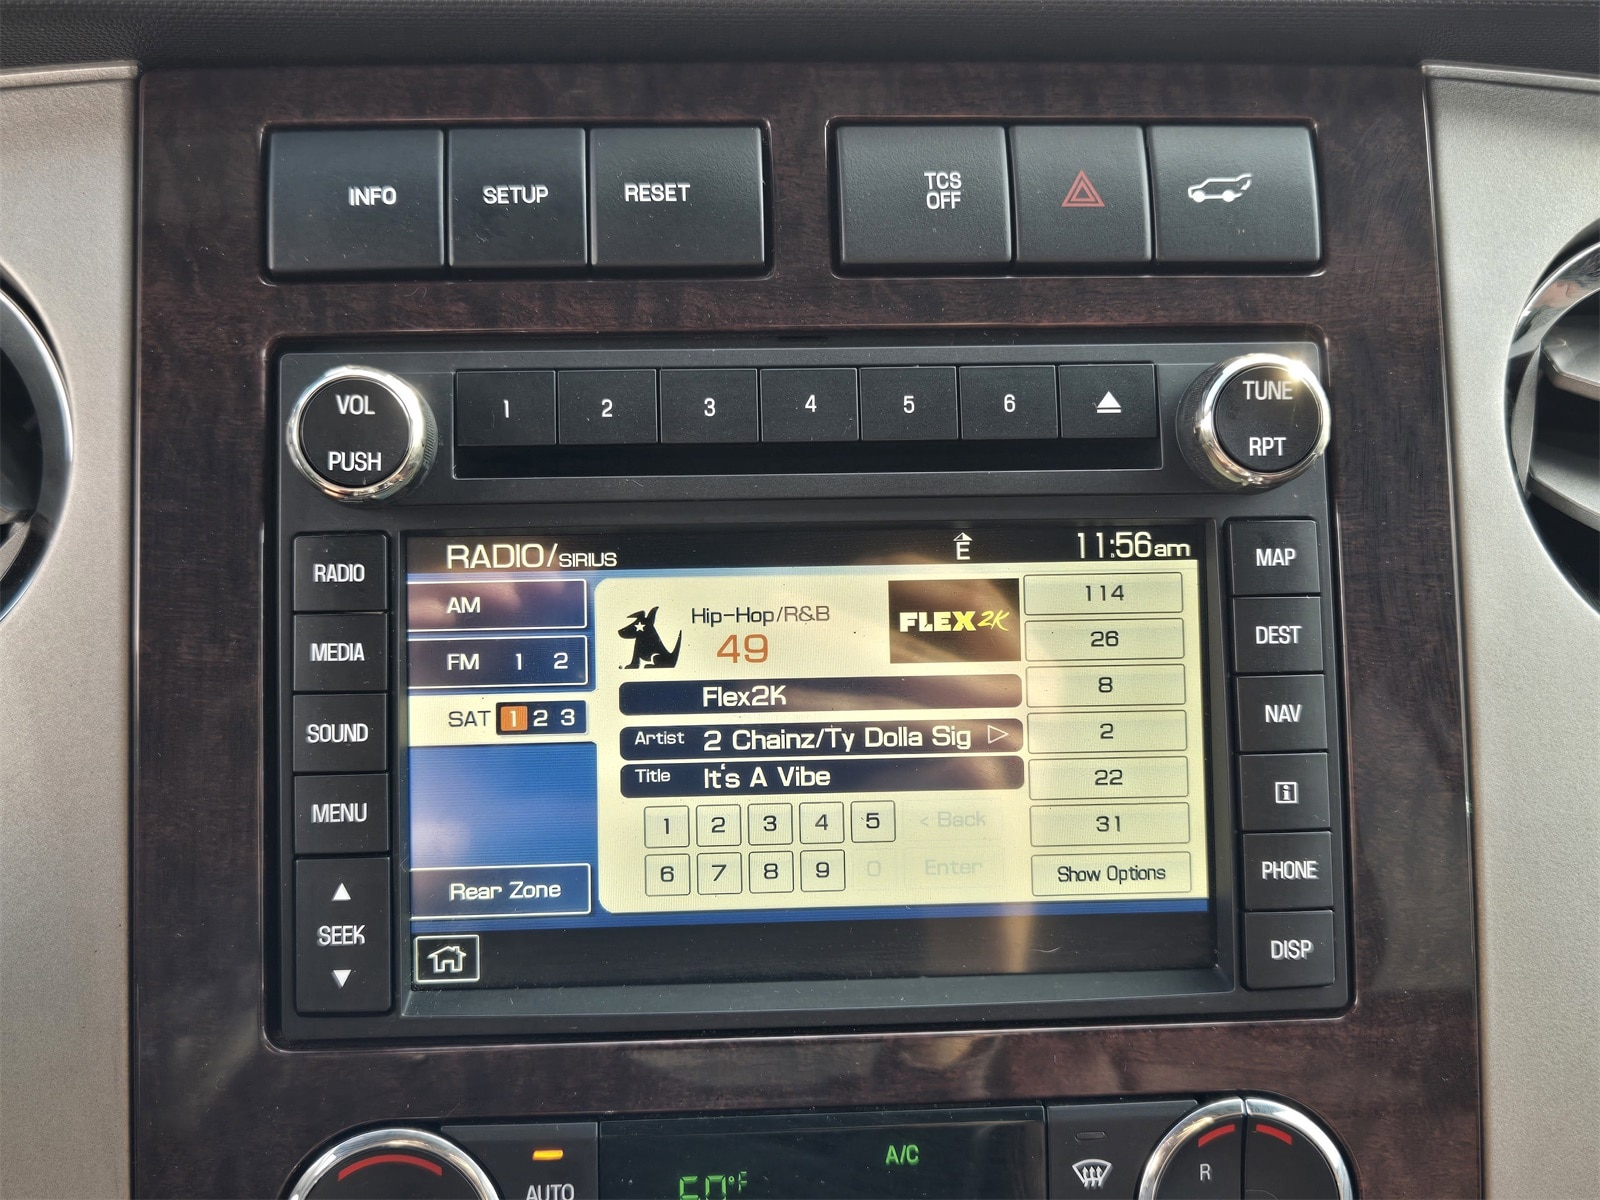 INFO
SETUP
RESET
TCS
OFF
VOL
PUSH
1
2
3
4
5
6
TUNE
RPT
RADIO
MEDIA
SOUND
MENU
SEEK
RADIO/SIRIUS
E
11:56am
AM
FM 1 2
SAT 1 2 3
Rear Zone
Hip-Hop/R&B
49
FLEX2K
Flex2K
Artist 2 Chainz/Ty Dolla Sig
Title It's A Vibe
1 2 3 4 5 < Back
6 7 8 9 0 Enter
114
26
8
2
22
31
Show Options
MAP
DEST
NAV
i
PHONE
DISP
AUTO
60°F
A/C
R